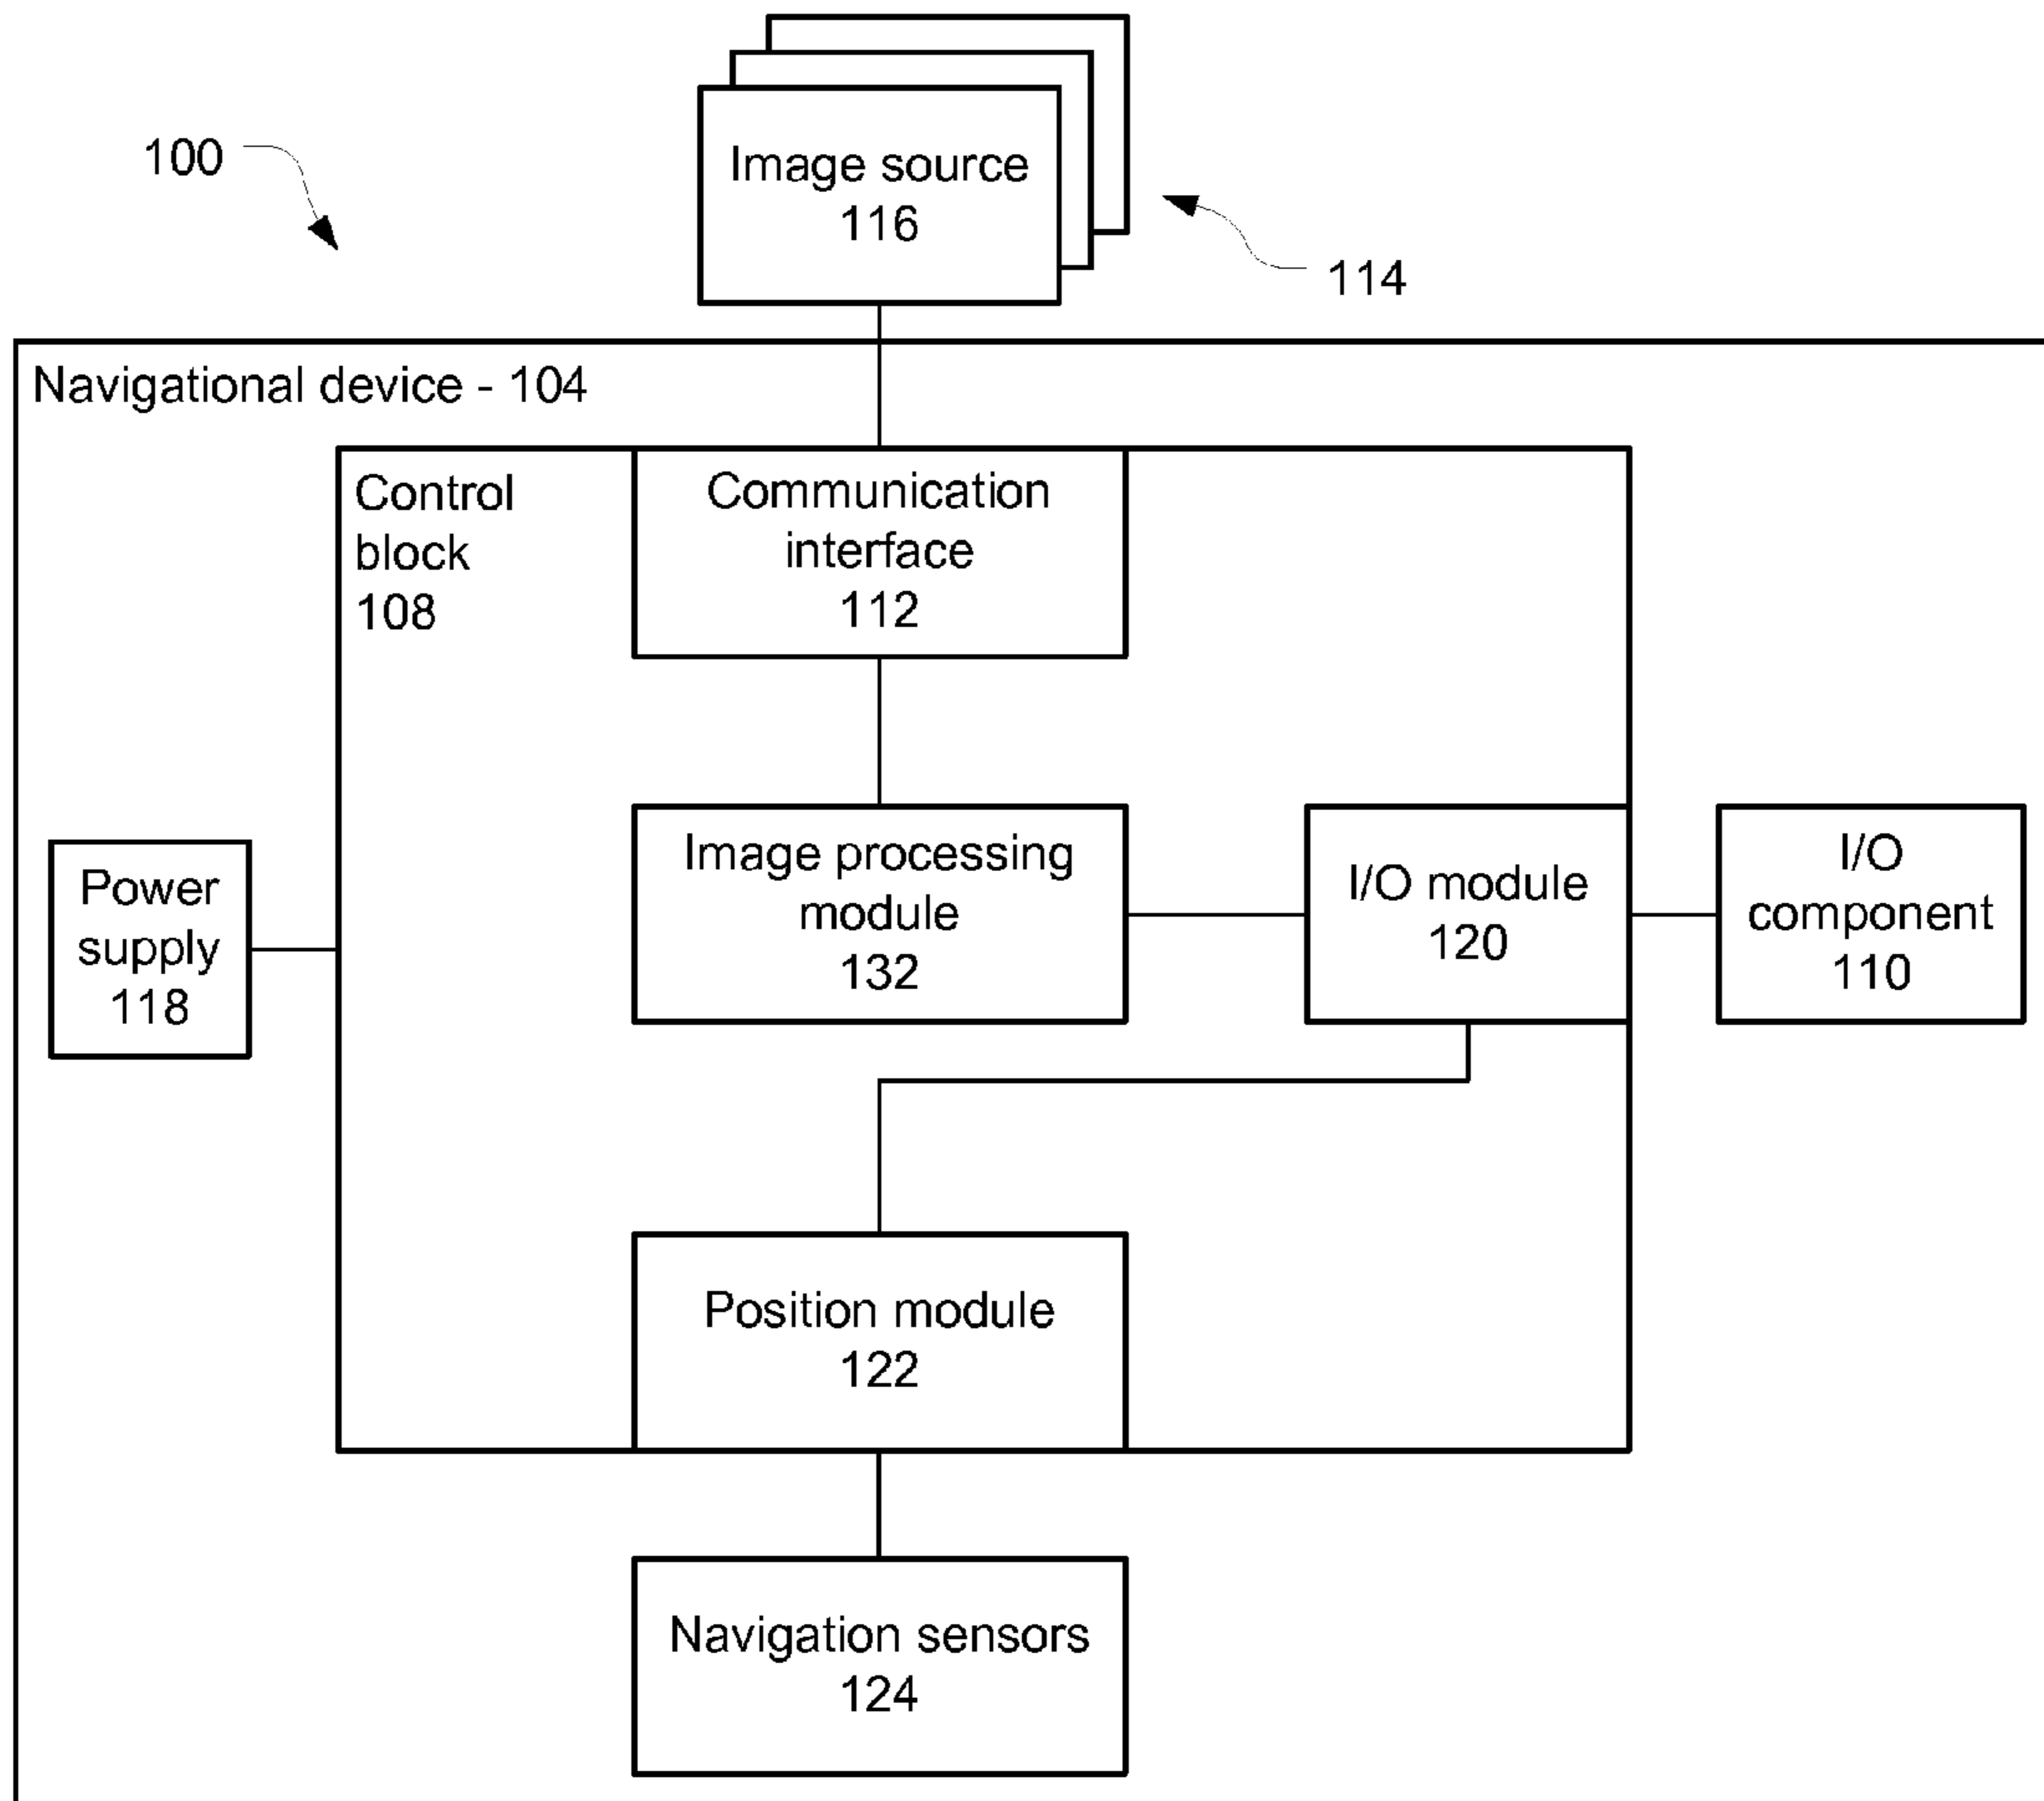 100
Image source
116
114
Navigational device - 104
Control
block
108
Communication
interface
112
Image processing
module
132
I/O module
120
I/O
component
110
Power
supply
118
Position module
122
Navigation sensors
124